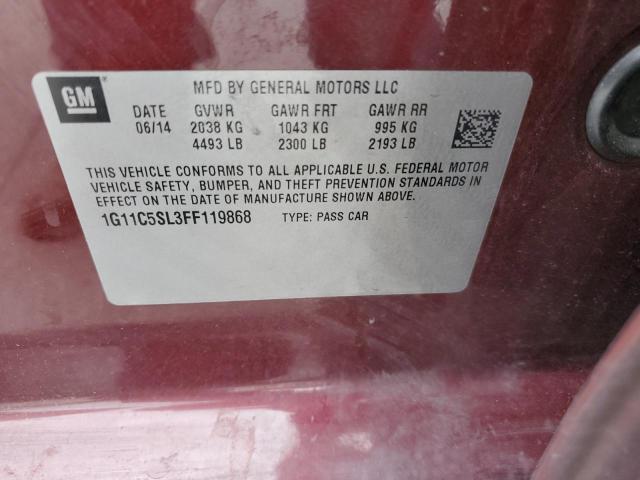 GM
MFD BY GENERAL MOTORS LLC
DATE GVWR GAWR FRT GAWR RR
06/14 2038 KG 1043 KG 995 KG
4493 LB 2300 LB 2193 LB
THIS VEHICLE CONFORMS TO ALL APPLICABLE U.S. FEDERAL MOTOR
VEHICLE SAFETY, BUMPER, AND THEFT PREVENTION STANDARDS IN
EFFECT ON THE DATE OF MANUFACTURE SHOWN ABOVE.
1G11C5SL3FF119868 TYPE: PASS CAR